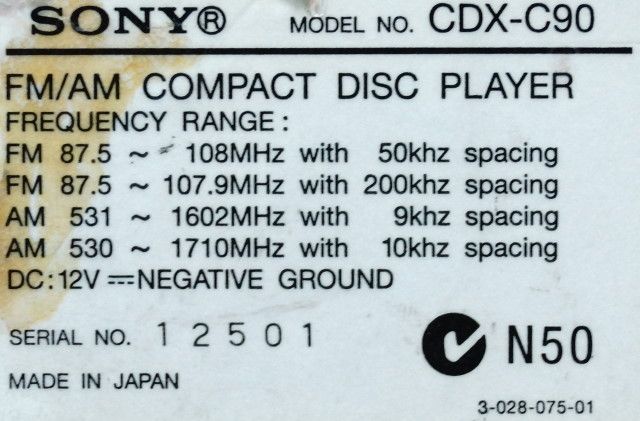 SONY® MODEL NO. CDX-C90
FM/AM COMPACT DISC PLAYER
FREQUENCY RANGE:
FM 87.5 ~ 108MHz with 50khz spacing
FM 87.5 ~ 107.9MHz with 200khz spacing
AM 531 ~ 1602MHz with 9khz spacing
AM 530 ~ 1710MHz with 10khz spacing
DC:12V ⎓NEGATIVE GROUND
SERIAL NO. 12501
N50
MADE IN JAPAN
3-028-075-01